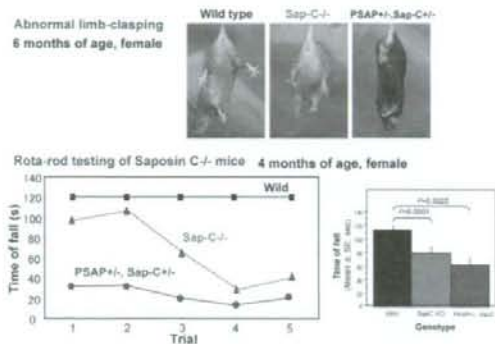 Abnormal limb-clasping
6 months of age, female
Wild type
Sap-C-/-
PSAP+/-,Sap-C+/-
Rota-rod testing of Saposin C-/- mice
4 months of age, female
Time of fall (s)
140
120
100
80
60
40
20
0
Wild
Sap-C-/-
PSAP+/-, Sap-C+/-
1 2 3 4 5
Trial
Time of fall
Genotype